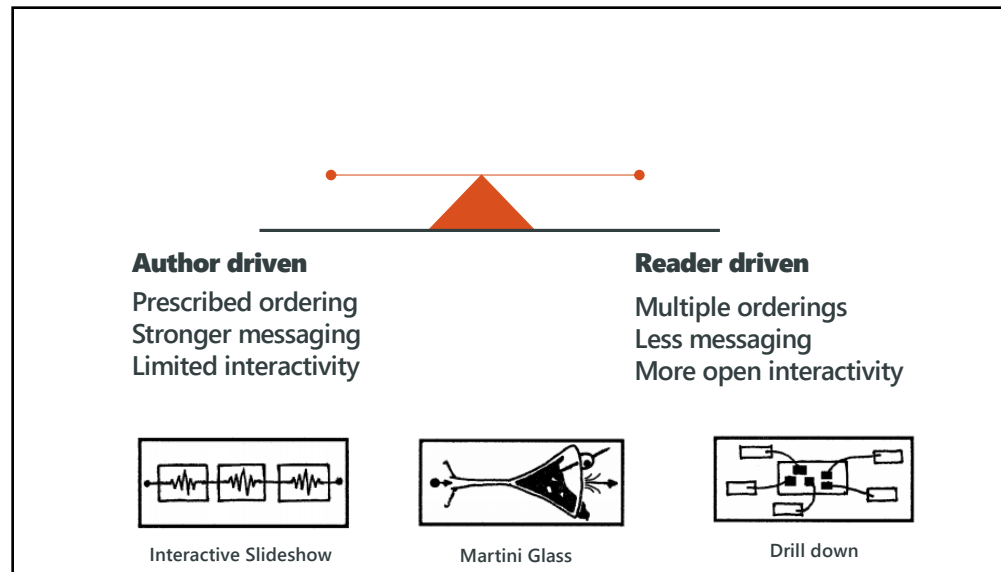 Author driven
Prescribed ordering
Stronger messaging
Limited interactivity
Reader driven
Multiple orderings
Less messaging
More open interactivity
Interactive Slideshow
Martini Glass
Drill down